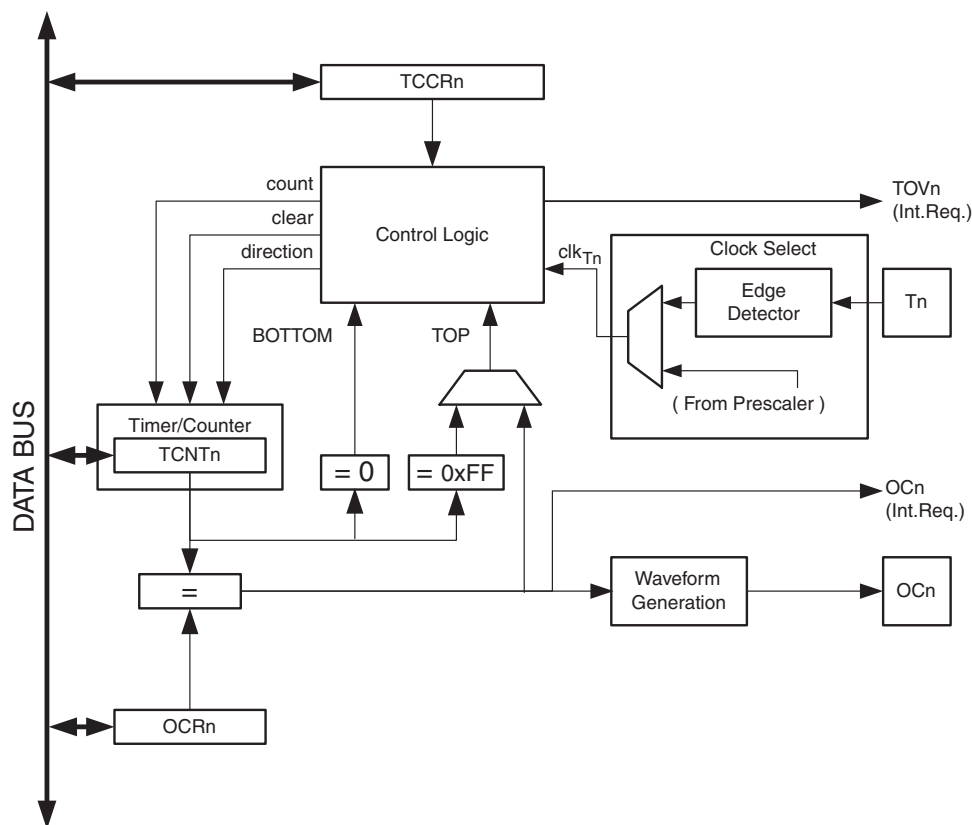 TCCRn
count
clear
direction
Control Logic
TOVn
(Int.Req.)
clkTn
Clock Select
Edge
Detector
Tn
( From Prescaler )
BOTTOM
TOP
DATA BUS
Timer/Counter
TCNTn
= 0
= 0xFF
OCn
(Int.Req.)
=
Waveform
Generation
OCn
OCRn